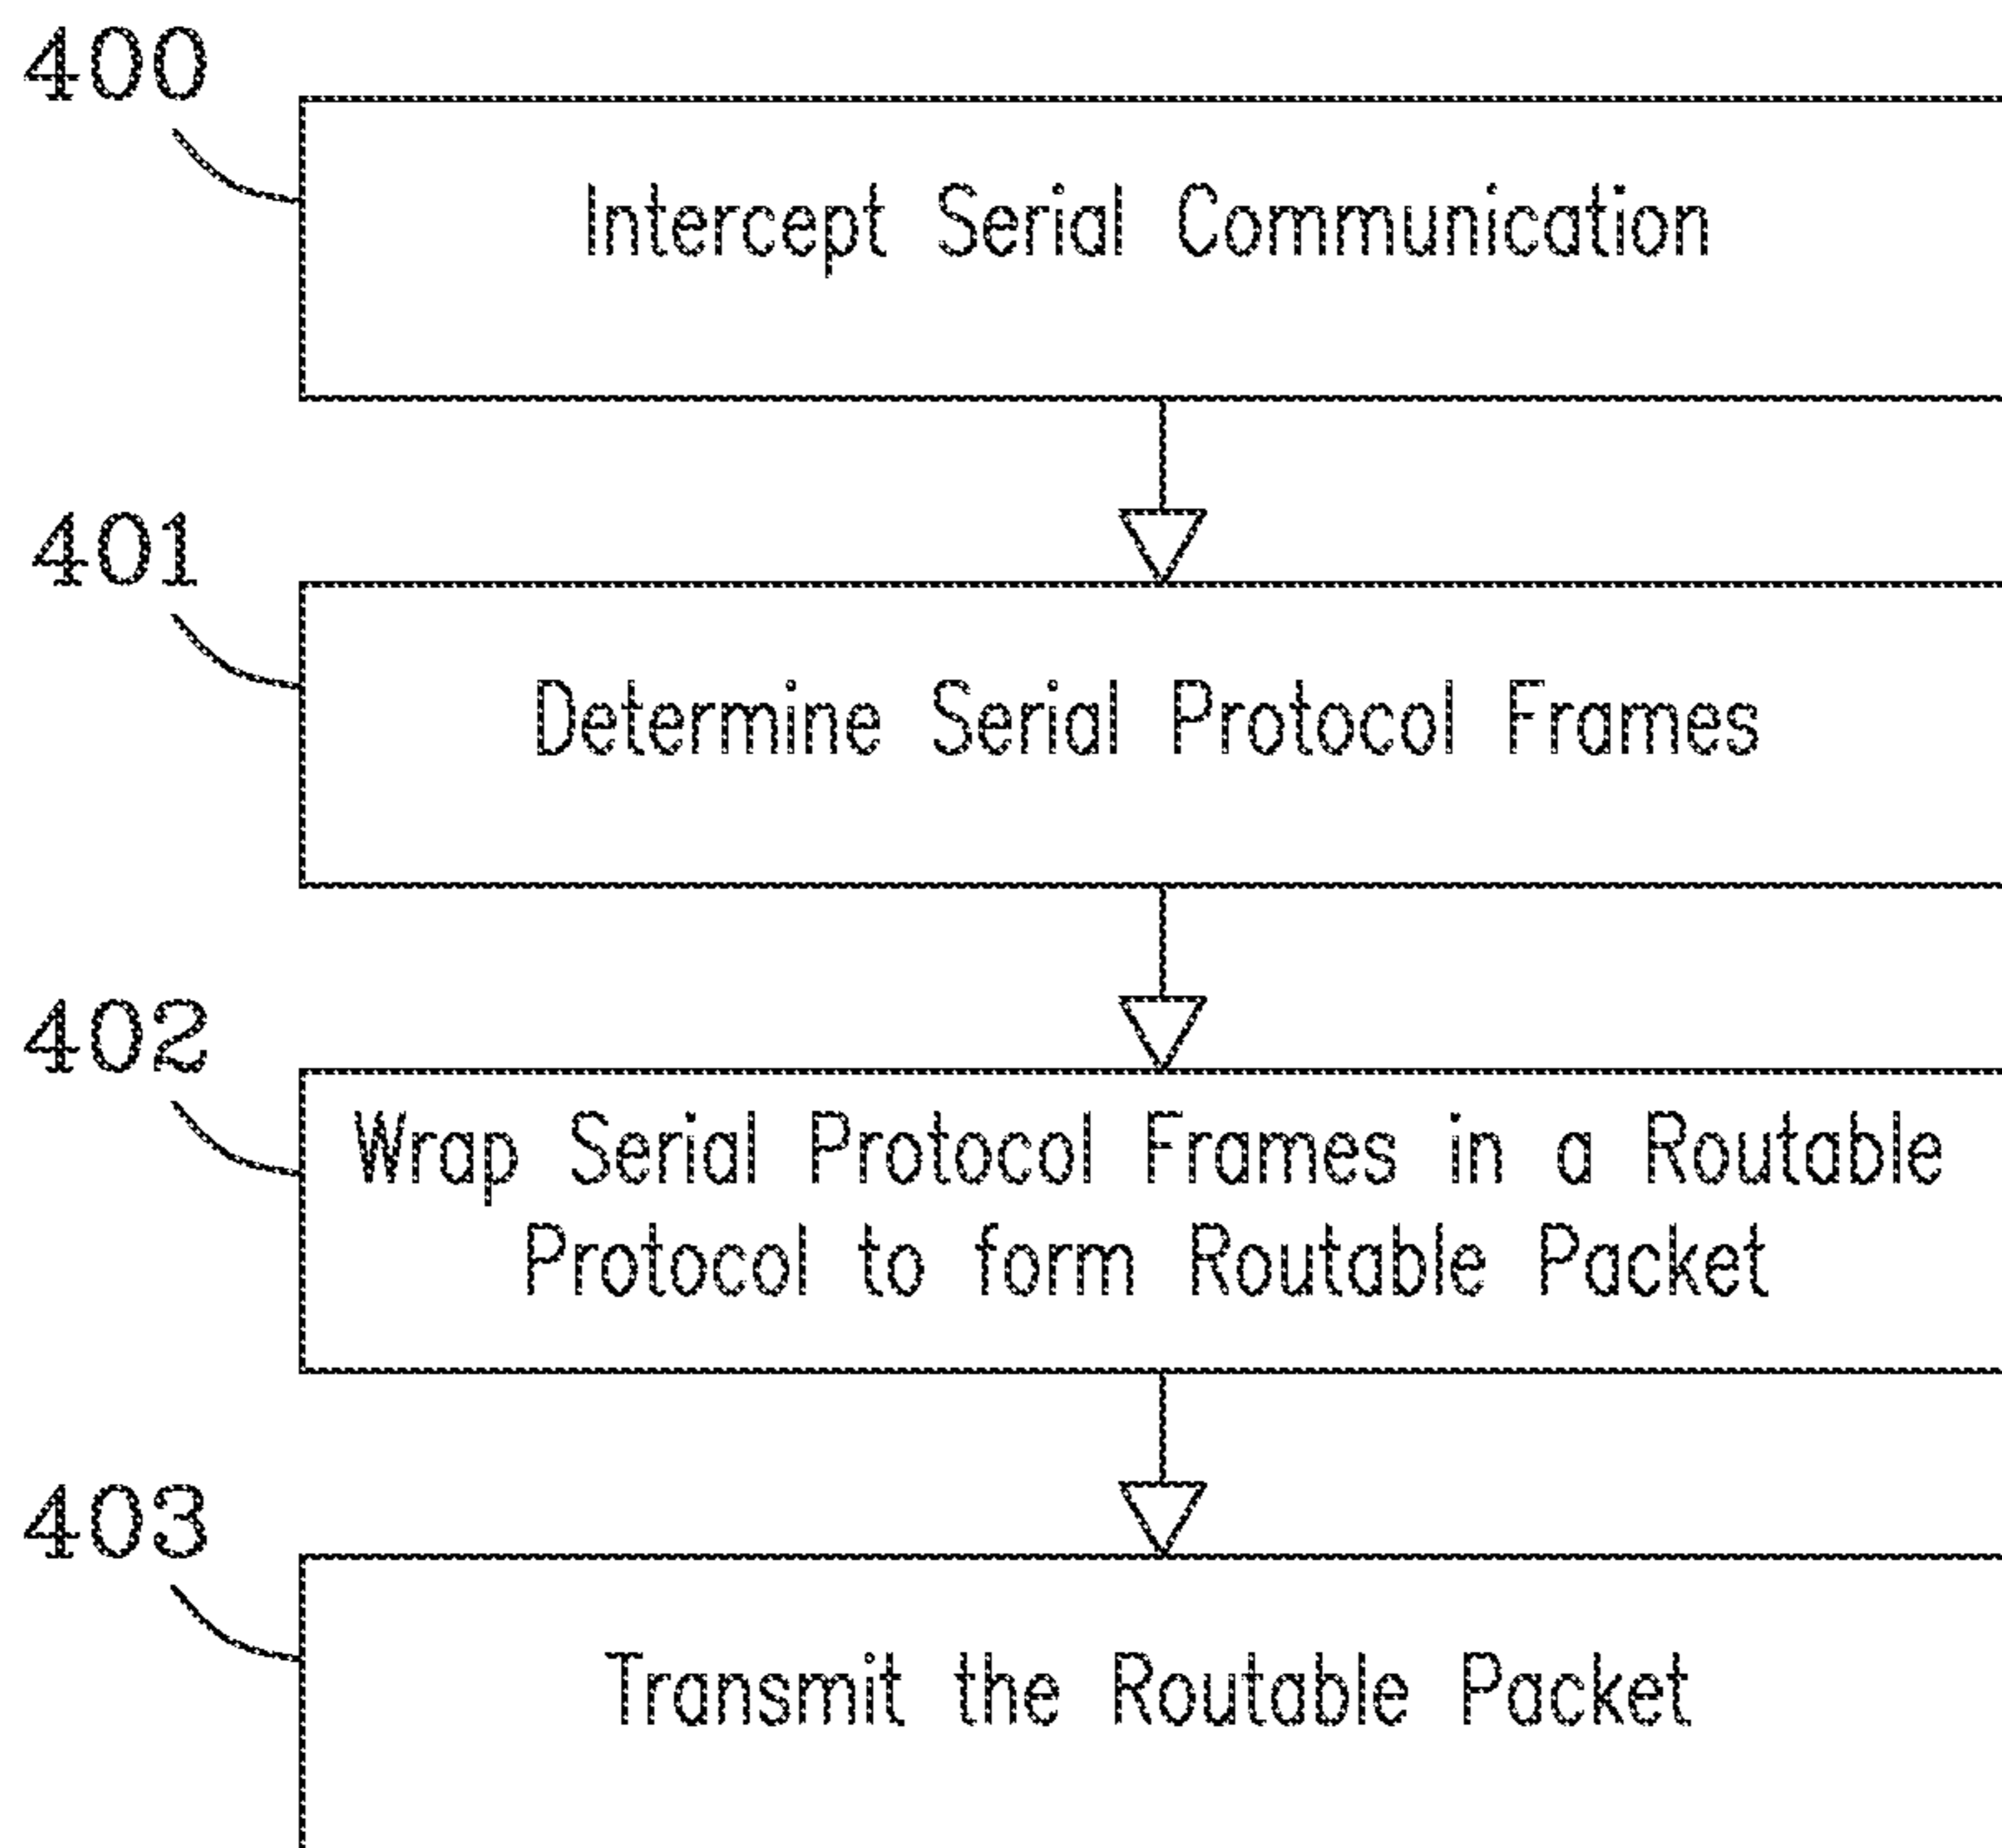 400
Intercept Serial Communication
401
Determine Serial Protocol Frames
402
Wrap Serial Protocol Frames in a Routable
Protocol to form Routable Packet
403
Transmit the Routable Packet